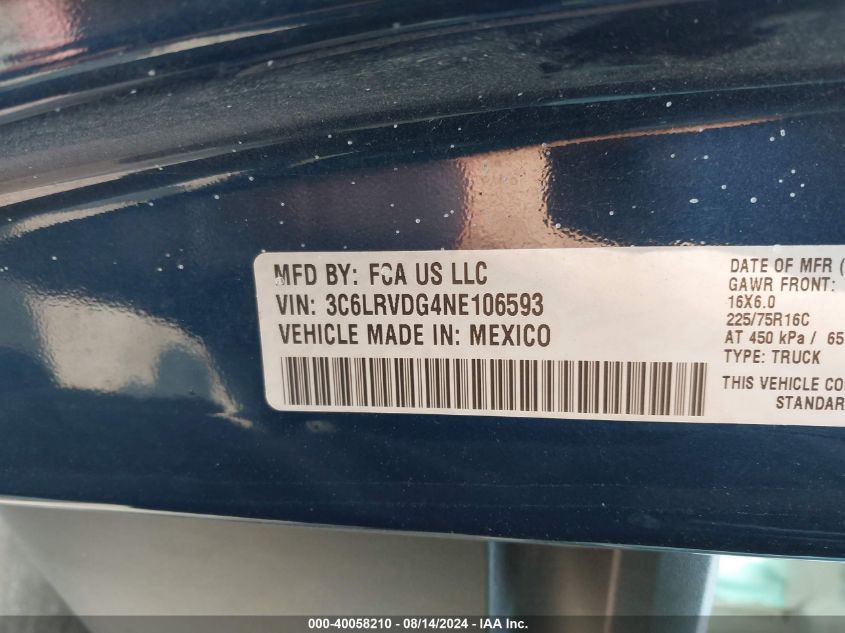 MFD BY: FCA US LLC
VIN: 3C6LRVDG4NE106593
VEHICLE MADE IN: MEXICO
DATE OF MFR (
GAWR FRONT:
16X6.0
225/75R16C
AT 450 kPa / 65
TYPE: TRUCK
THIS VEHICLE CO
STANDAR
000-40058210 - 08/14/2024 - IAA Inc.